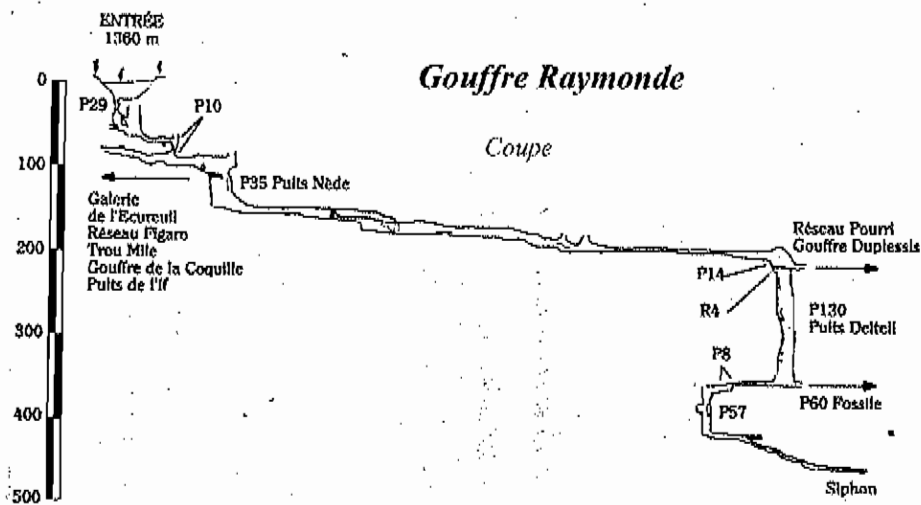 ENTRÉE
1360 m
Gouffre Raymonde
Coupe
0
P29
P10
100
P35 Puits Nède
Galerie
de l'Ecureuil
Réseau Figaro
Trou Mile
Gouffre de la Coquille
Puits de l'If
200
Réseau Pourri
Gouffre Duplessis
P14
R4
P130
Puits Delteil
300
P8
P60 Fossile
400
P57
Siphon
500